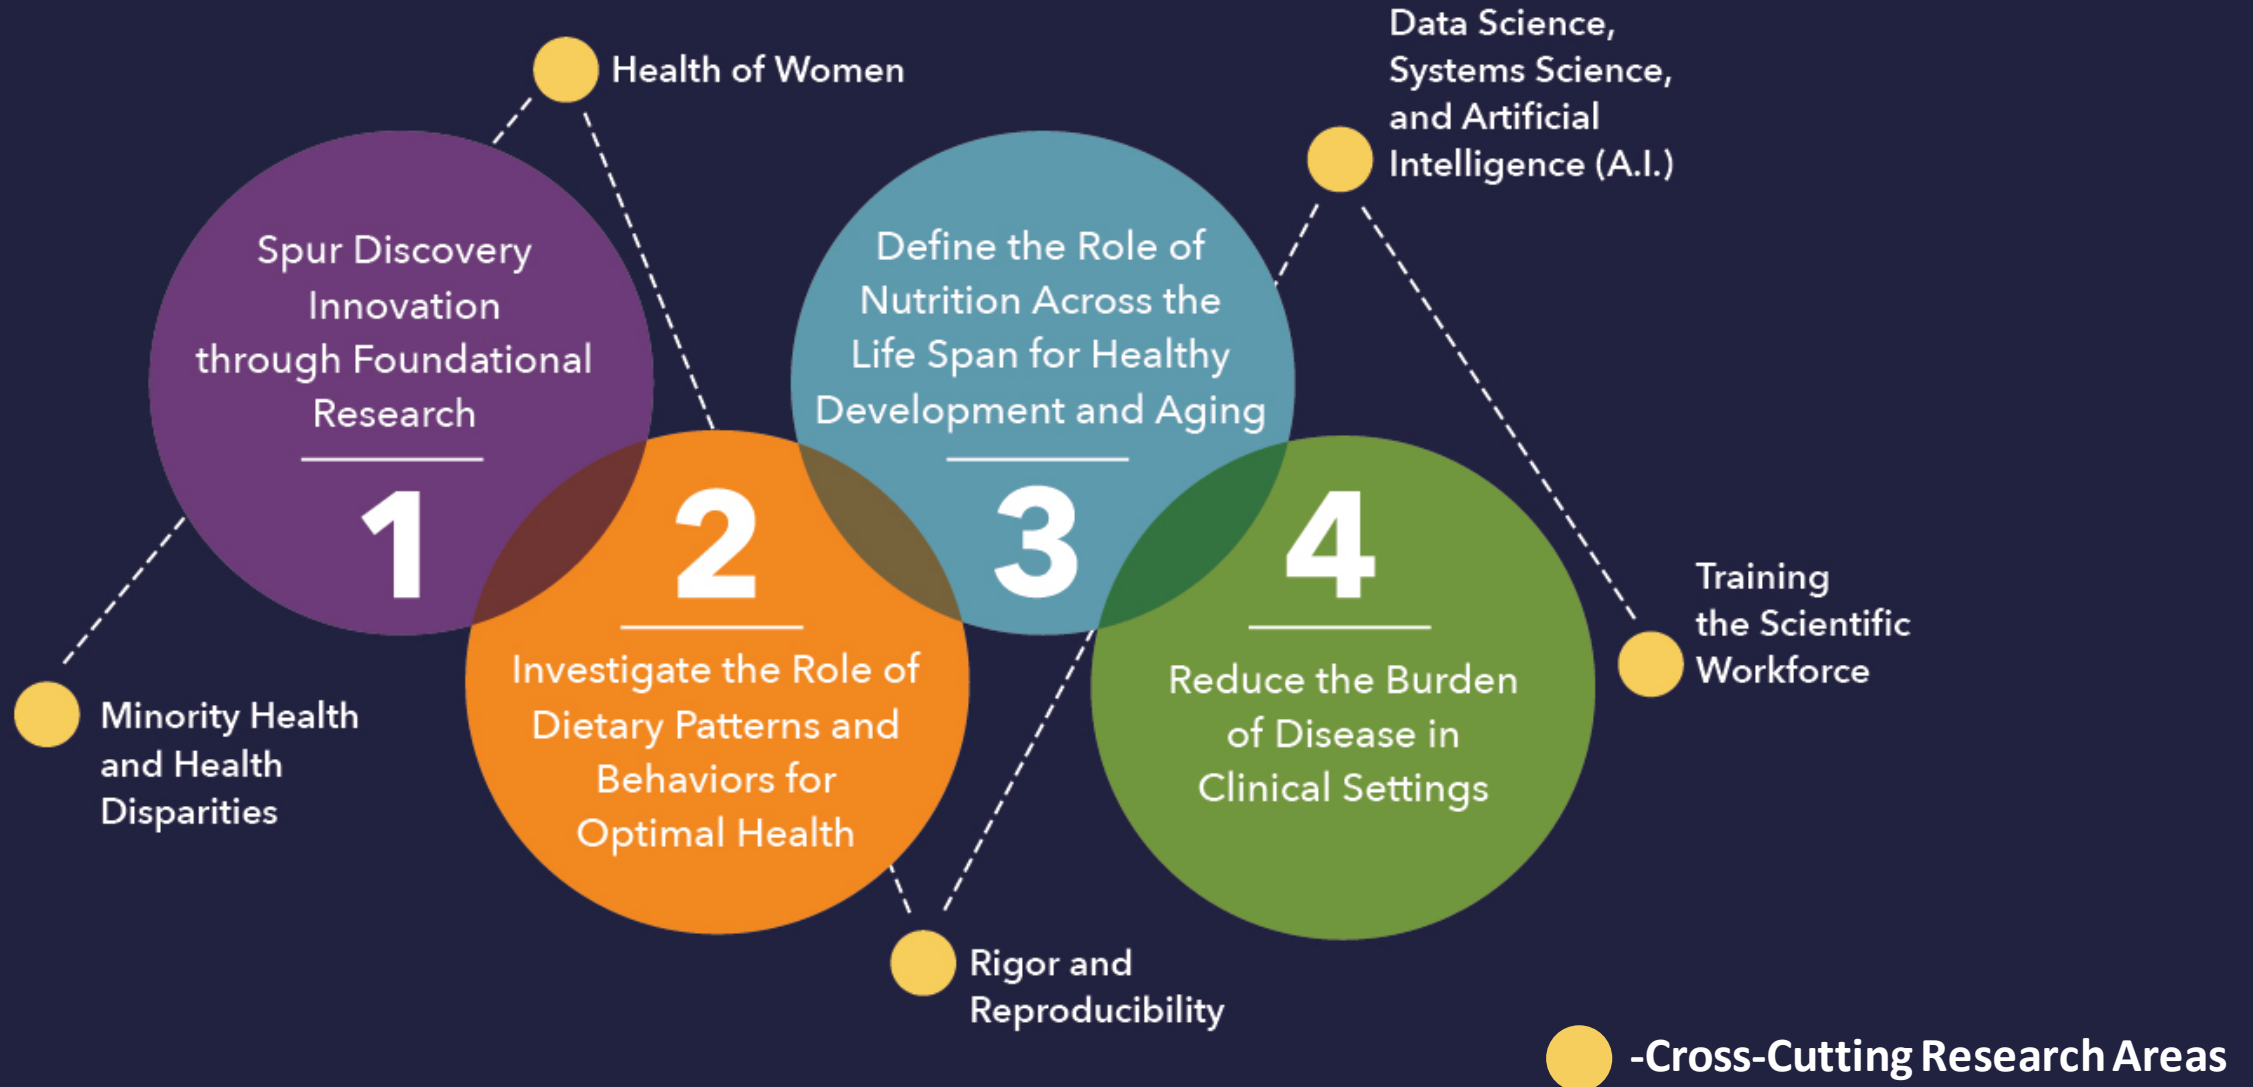 Health of Women
Data Science,
Systems Science,
and Artificial
Intelligence (A.I.)
Spur Discovery
Innovation
through Foundational
Research
1
2
Investigate the Role of
Dietary Patterns and
Behaviors for
Optimal Health
Define the Role of
Nutrition Across the
Life Span for Healthy
Development and Aging
3
4
Reduce the Burden
of Disease in
Clinical Settings
Training
the Scientific
Workforce
Minority Health
and Health
Disparities
Rigor and
Reproducibility
-Cross-Cutting Research Areas